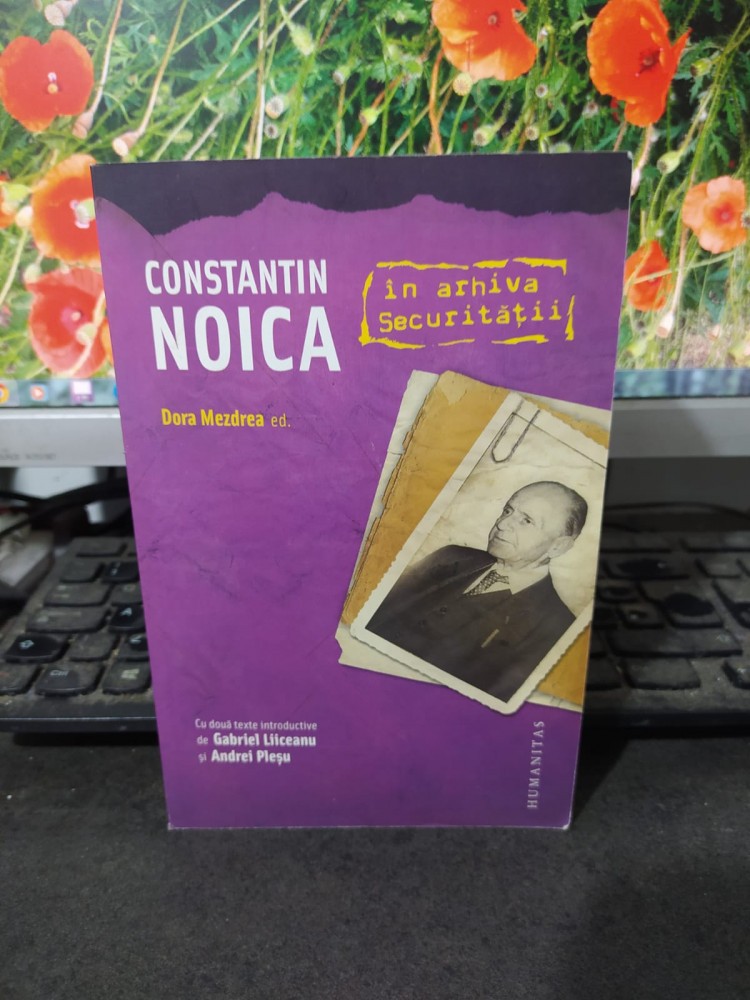 CONSTANTIN
NOICA
în arhiva
Securității
Dora Mezdrea ed.
Cu două texte introductive
de Gabriel Liiceanu
și Andrei Pleșu
HUMANITAS